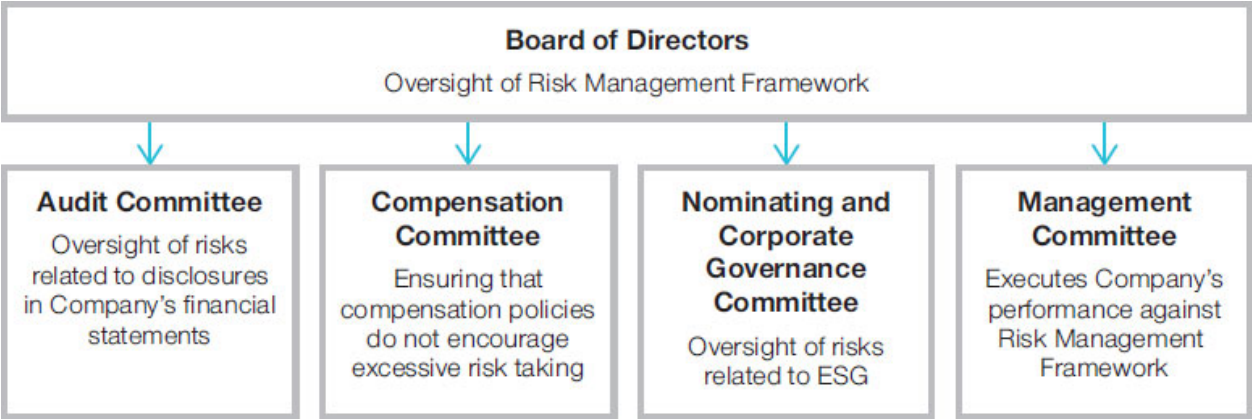 Board of Directors
Oversight of Risk Management Framework
Audit Committee
Oversight of risks
related to disclosures
in Company's financial
statements
Compensation
Committee
Ensuring that
compensation policies
do not encourage
excessive risk taking
Nominating and
Corporate
Governance
Committee
Oversight of risks
related to ESG
Management
Committee
Executes Company's
performance against
Risk Management
Framework